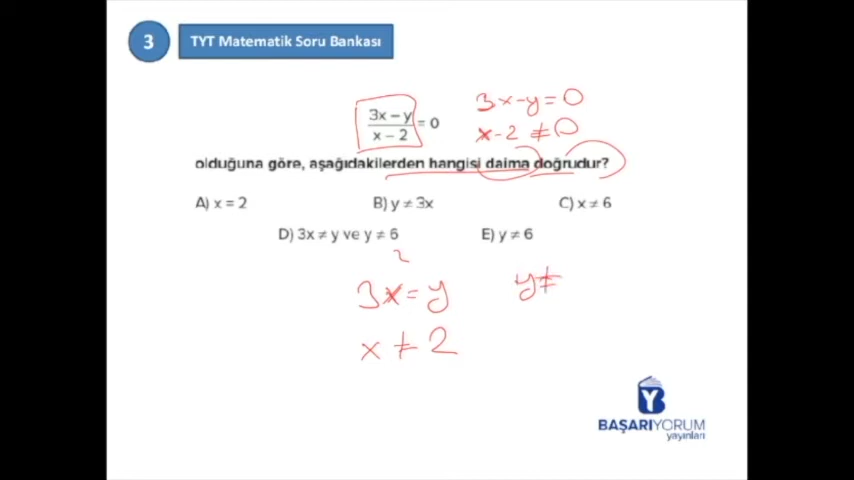 3
TYT Matematik Soru Bankası
3x – y
x – 2
= 0
3x-y=0
x-2 ≠ 0
olduğuna göre, aşağıdakilerden hangisi daima doğrudur?
A) x = 2 B) y ≠ 3x C) x ≠ 6
D) 3x ≠ y ve y ≠ 6 E) y ≠ 6
2
3x=y y≠
x ≠ 2
BAŞARIYORUM
yayınları